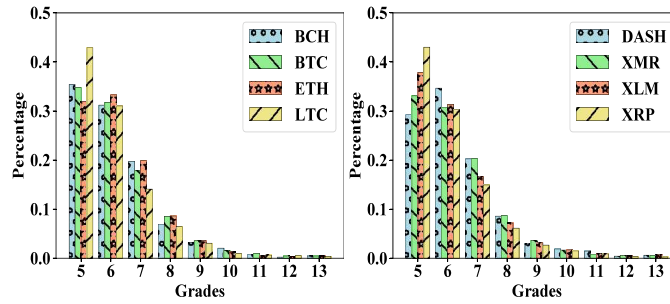 0.5
0.4
0.3
0.2
0.1
0.0
Percentage
BCH
BTC
ETH
LTC
5 6 7 8 9 10 11 12 13
Grades
0.5
0.4
0.3
0.2
0.1
0.0
Percentage
DASH
XMR
XLM
XRP
5 6 7 8 9 10 11 12 13
Grades